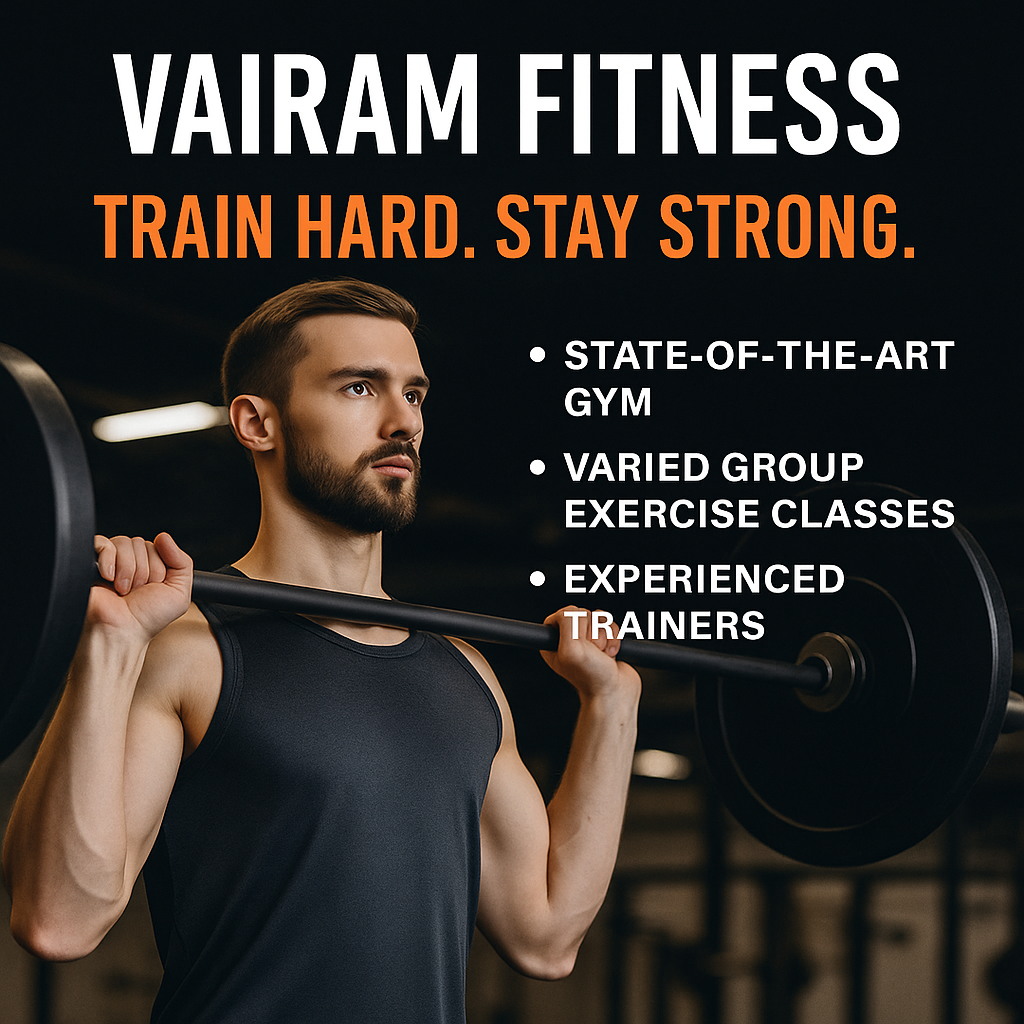 VAIRAM FITNESS
TRAIN HARD. STAY STRONG.
• STATE-OF-THE-ART
GYM
• VARIED GROUP
EXERCISE CLASSES
• EXPERIENCED
TRAINERS